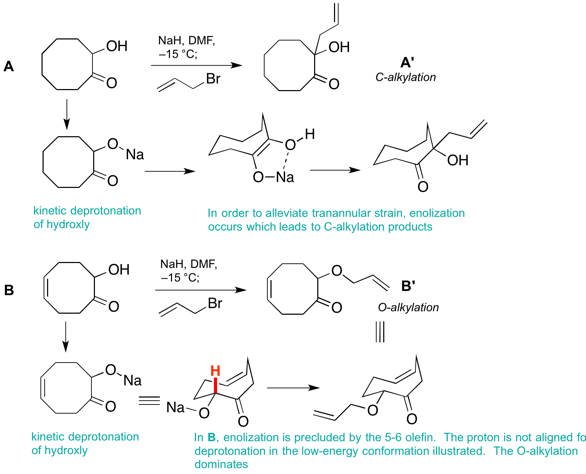 OH
O
NaH, DMF,
–15 °C;
Br
OH
O
A
A'
C-alkylation
O
Na
O
O
H
O
Na
OH
O
kinetic deprotonation
of hydroxly
In order to alleviate tranannular strain, enolization
occurs which leads to C-alkylation products
OH
O
NaH, DMF,
–15 °C;
Br
O
O
B
B'
O-alkylation
O
Na
O
H
Na
O
O
O
O
kinetic deprotonation
of hydroxly
In B, enolization is precluded by the 5-6 olefin. The proton is not aligned fo
deprotonation in the low-energy conformation illustrated. The O-alkylation
dominates